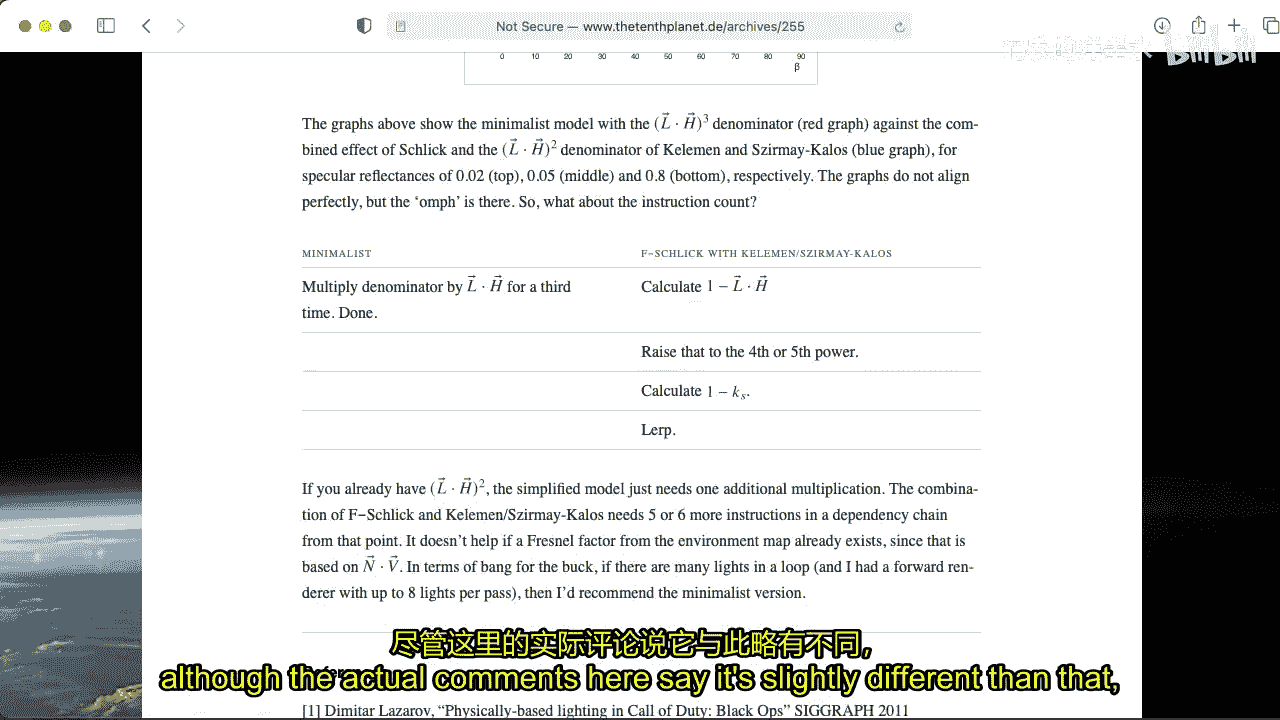 Not Secure — www.thetenthplanet.de/archives/255
bilibili
0 10 20 30 40 50 60 70 80 90
β
The graphs above show the minimalist model with the (L⃗ · H⃗)³ denominator (red graph) against the com-
bined effect of Schlick and the (L⃗ · H⃗)² denominator of Kelemen and Szirmay-Kalos (blue graph), for
specular reflectances of 0.02 (top), 0.05 (middle) and 0.8 (bottom), respectively. The graphs do not align
perfectly, but the ‘omph’ is there. So, what about the instruction count?
MINIMALIST F-SCHLICK WITH KELEMEN/SZIRMAY-KALOS
Multiply denominator by L⃗ · H⃗ for a third Calculate 1 − L⃗ · H⃗
time. Done.
Raise that to the 4th or 5th power.
Calculate 1 − kₛ.
Lerp.
If you already have (L⃗ · H⃗)², the simplified model just needs one additional multiplication. The combina-
tion of F−Schlick and Kelemen/Szirmay-Kalos needs 5 or 6 more instructions in a dependency chain
from that point. It doesn’t help if a Fresnel factor from the environment map already exists, since that is
based on N⃗ · V⃗. In terms of bang for the buck, if there are many lights in a loop (and I had a forward ren-
derer with up to 8 lights per pass), then I’d recommend the minimalist version.
尽管这里的实际评论说它与此略有不同,
although the actual comments here say it's slightly different than that,
[1] Dimitar Lazarov, “Physically-based lighting in Call of Duty: Black Ops” SIGGRAPH 2011